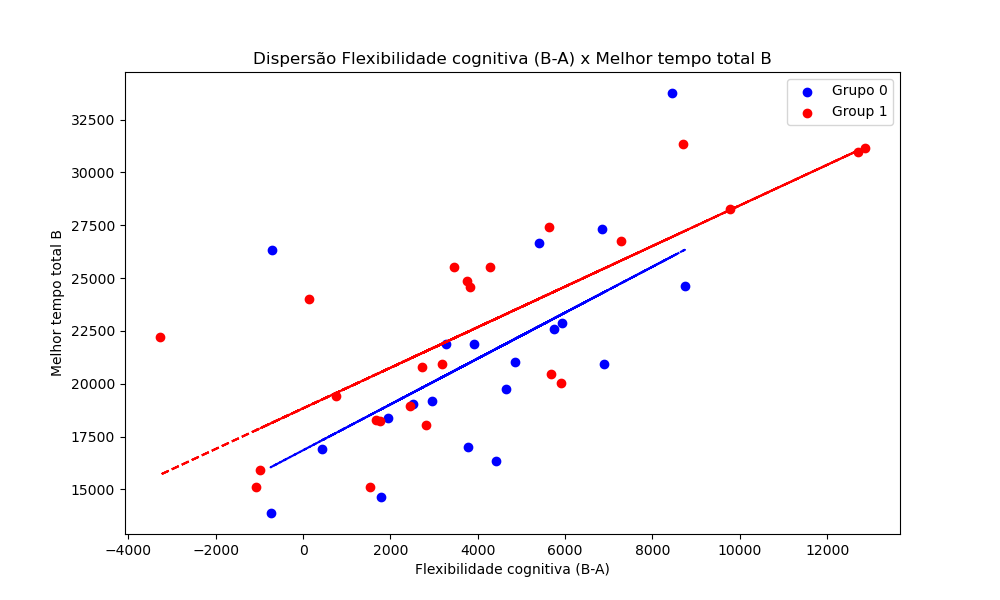 Dispersão Flexibilidade cognitiva (B-A) x Melhor tempo total B
Grupo 0
Group 1
32500
30000
27500
25000
22500
20000
17500
15000
Melhor tempo total B
−4000 −2000 0 2000 4000 6000 8000 10000 12000
Flexibilidade cognitiva (B-A)